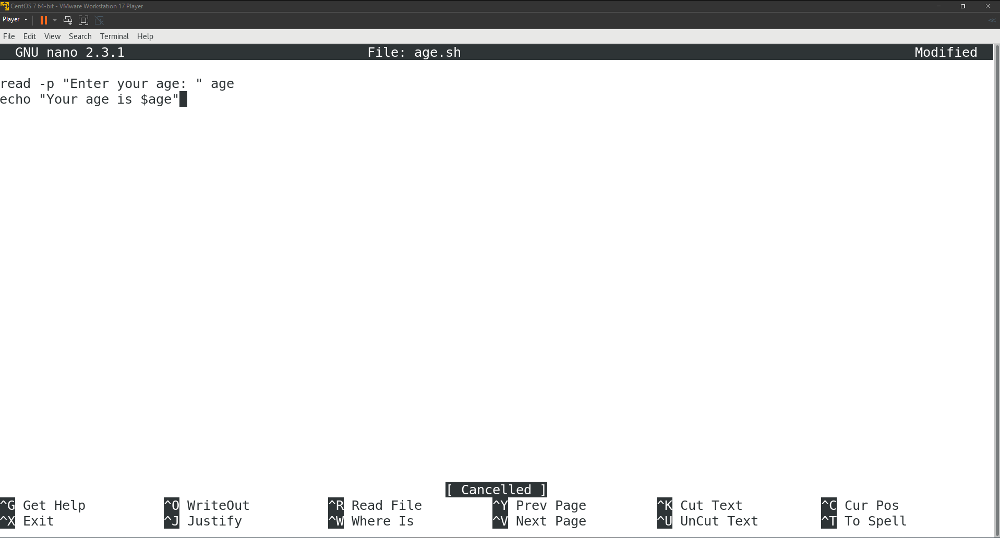 CentOS 7 64-bit - VMware Workstation 17 Player
Player
File Edit View Search Terminal Help
GNU nano 2.3.1 File: age.sh Modified
read -p "Enter your age: " age
echo "Your age is $age"
[ Cancelled ]
^G Get Help ^O WriteOut ^R Read File ^Y Prev Page ^K Cut Text ^C Cur Pos
^X Exit ^J Justify ^W Where Is ^V Next Page ^U UnCut Text ^T To Spell